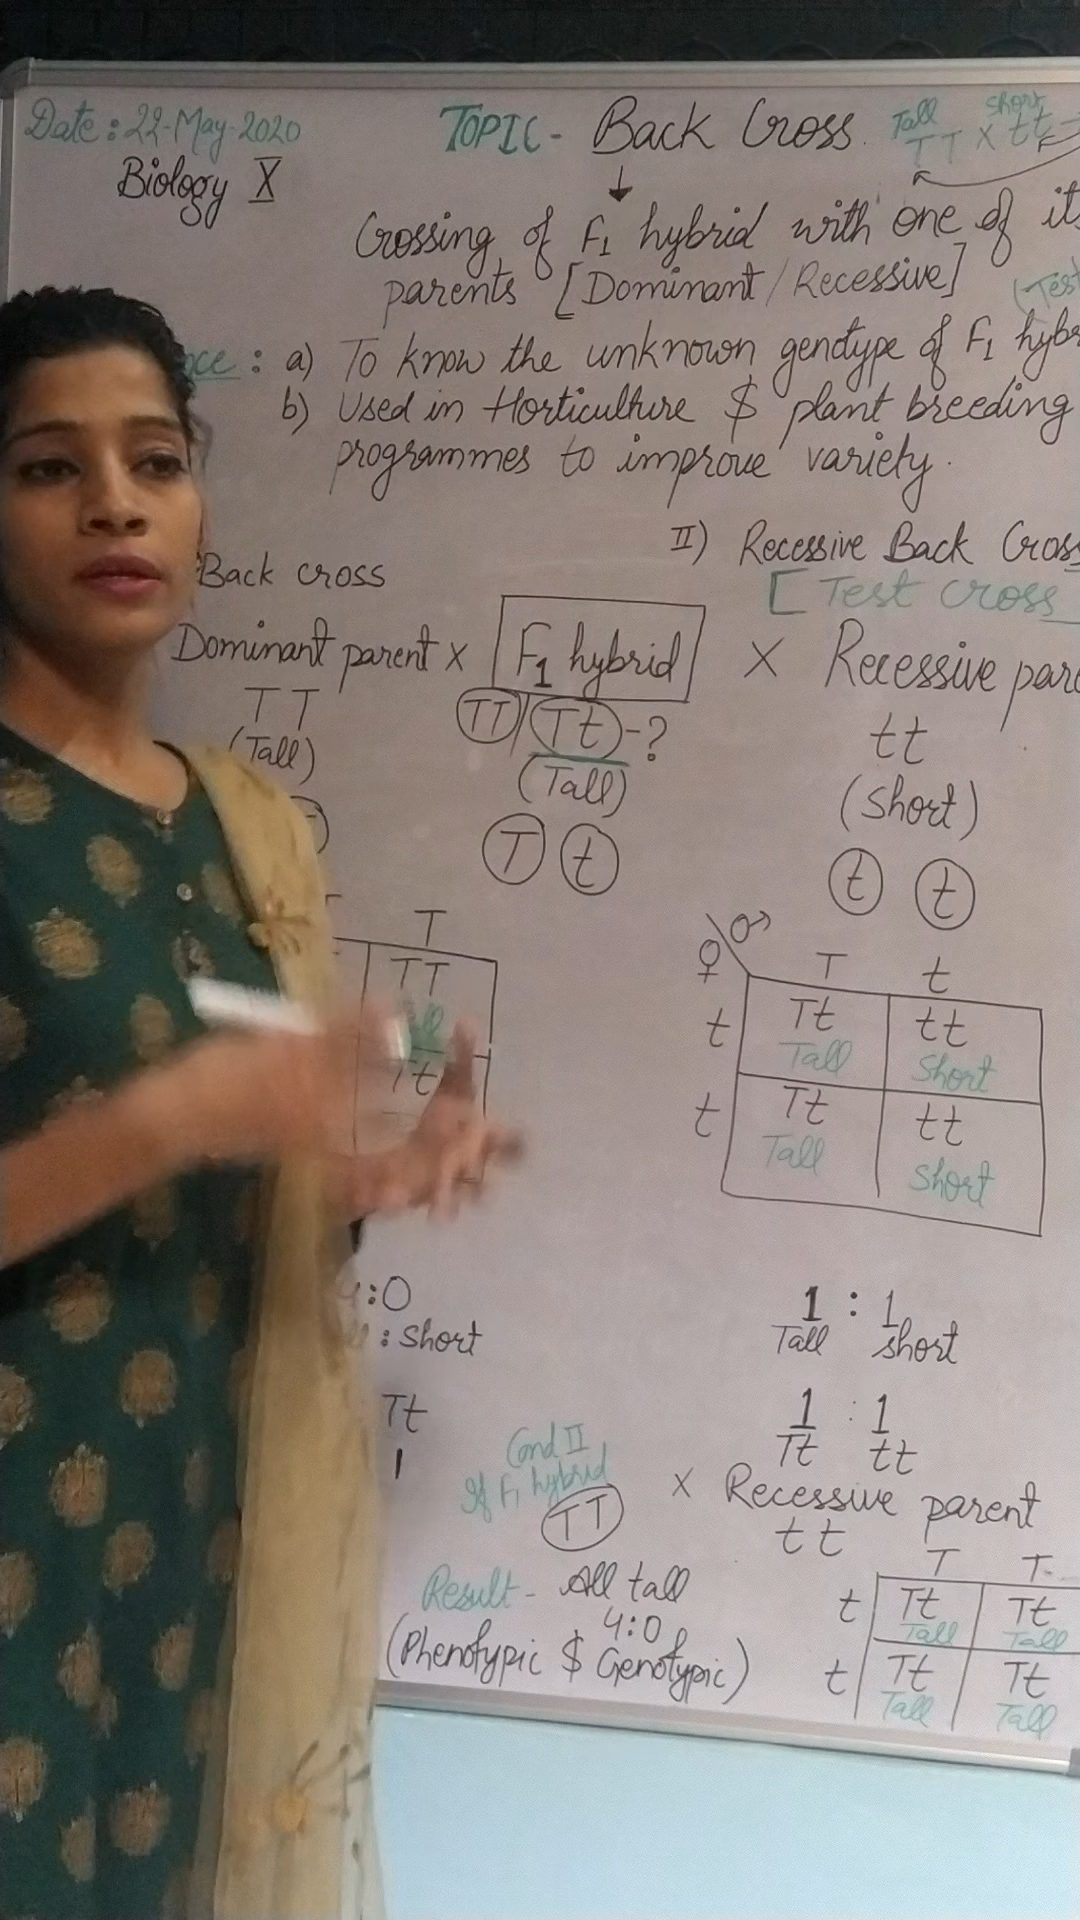 Date: 22-May-2020
TOPIC- Back Cross
Tall short
TT x tt
Biology X
Crossing of F1 hybrid with one of its
parents [Dominant/Recessive]
(Test
: a) To know the unknown genotype of F1 hybr
b) Used in Horticulture $ plant breeding
programmes to improve variety.
Back cross
II) Recessive Back Cross
[Test cross
Dominant parent x F1 hybrid x Recessive pare
TT
TT/Tt-?
tt
(Tall)
(Tall)
(short)
T t
t t
T
TT
Tt
♀ ♂
T t
t Tt tt
Tall Short
t Tt tt
Tall Short
4:0
: short
1 : 1
Tall short
Tt
1
1 : 1
Tt tt
Cond II
If F1 hybrid
TT
x Recessive parent
tt
Result- All tall
4:0
(Phenotypic $ Genotypic)
T T
t Tt Tt
Tall Tall
t Tt Tt
Tall Tall